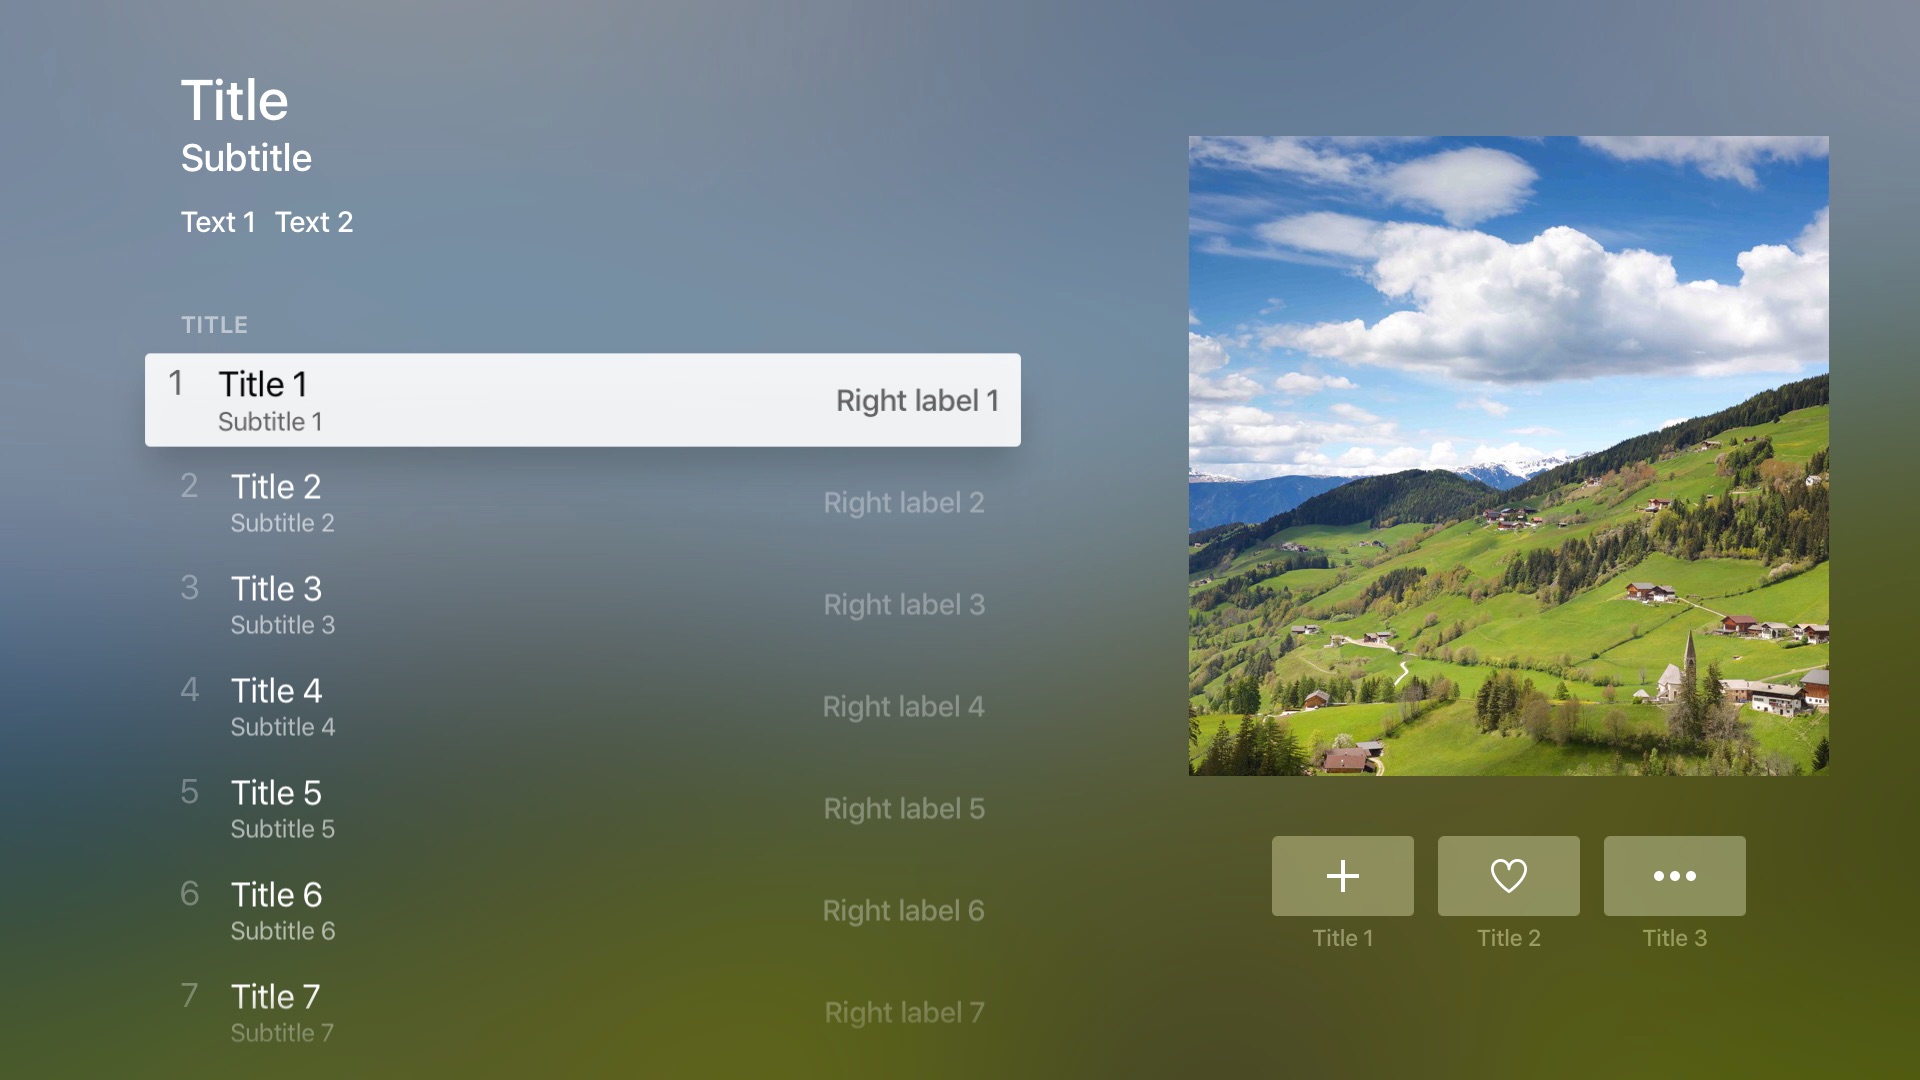 Title
Subtitle
Text 1 Text 2
TITLE
1 Title 1 Right label 1
Subtitle 1
2 Title 2 Right label 2
Subtitle 2
3 Title 3 Right label 3
Subtitle 3
4 Title 4 Right label 4
Subtitle 4
5 Title 5 Right label 5
Subtitle 5
6 Title 6 Right label 6
Subtitle 6
7 Title 7 Right label 7
Subtitle 7
Title 1 Title 2 Title 3